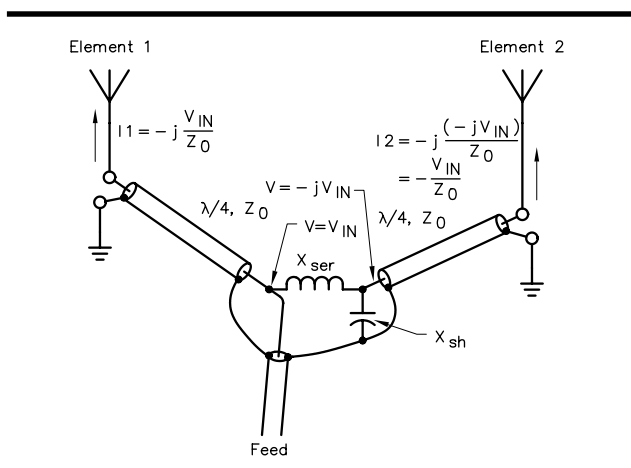 Element 1
Element 2
I1 = -j V_IN / Z_0
I2 = -j (-jV_IN) / Z_0
= - V_IN / Z_0
V = -jV_IN
λ/4, Z_0
λ/4, Z_0
V=V_IN
X_ser
X_sh
Feed